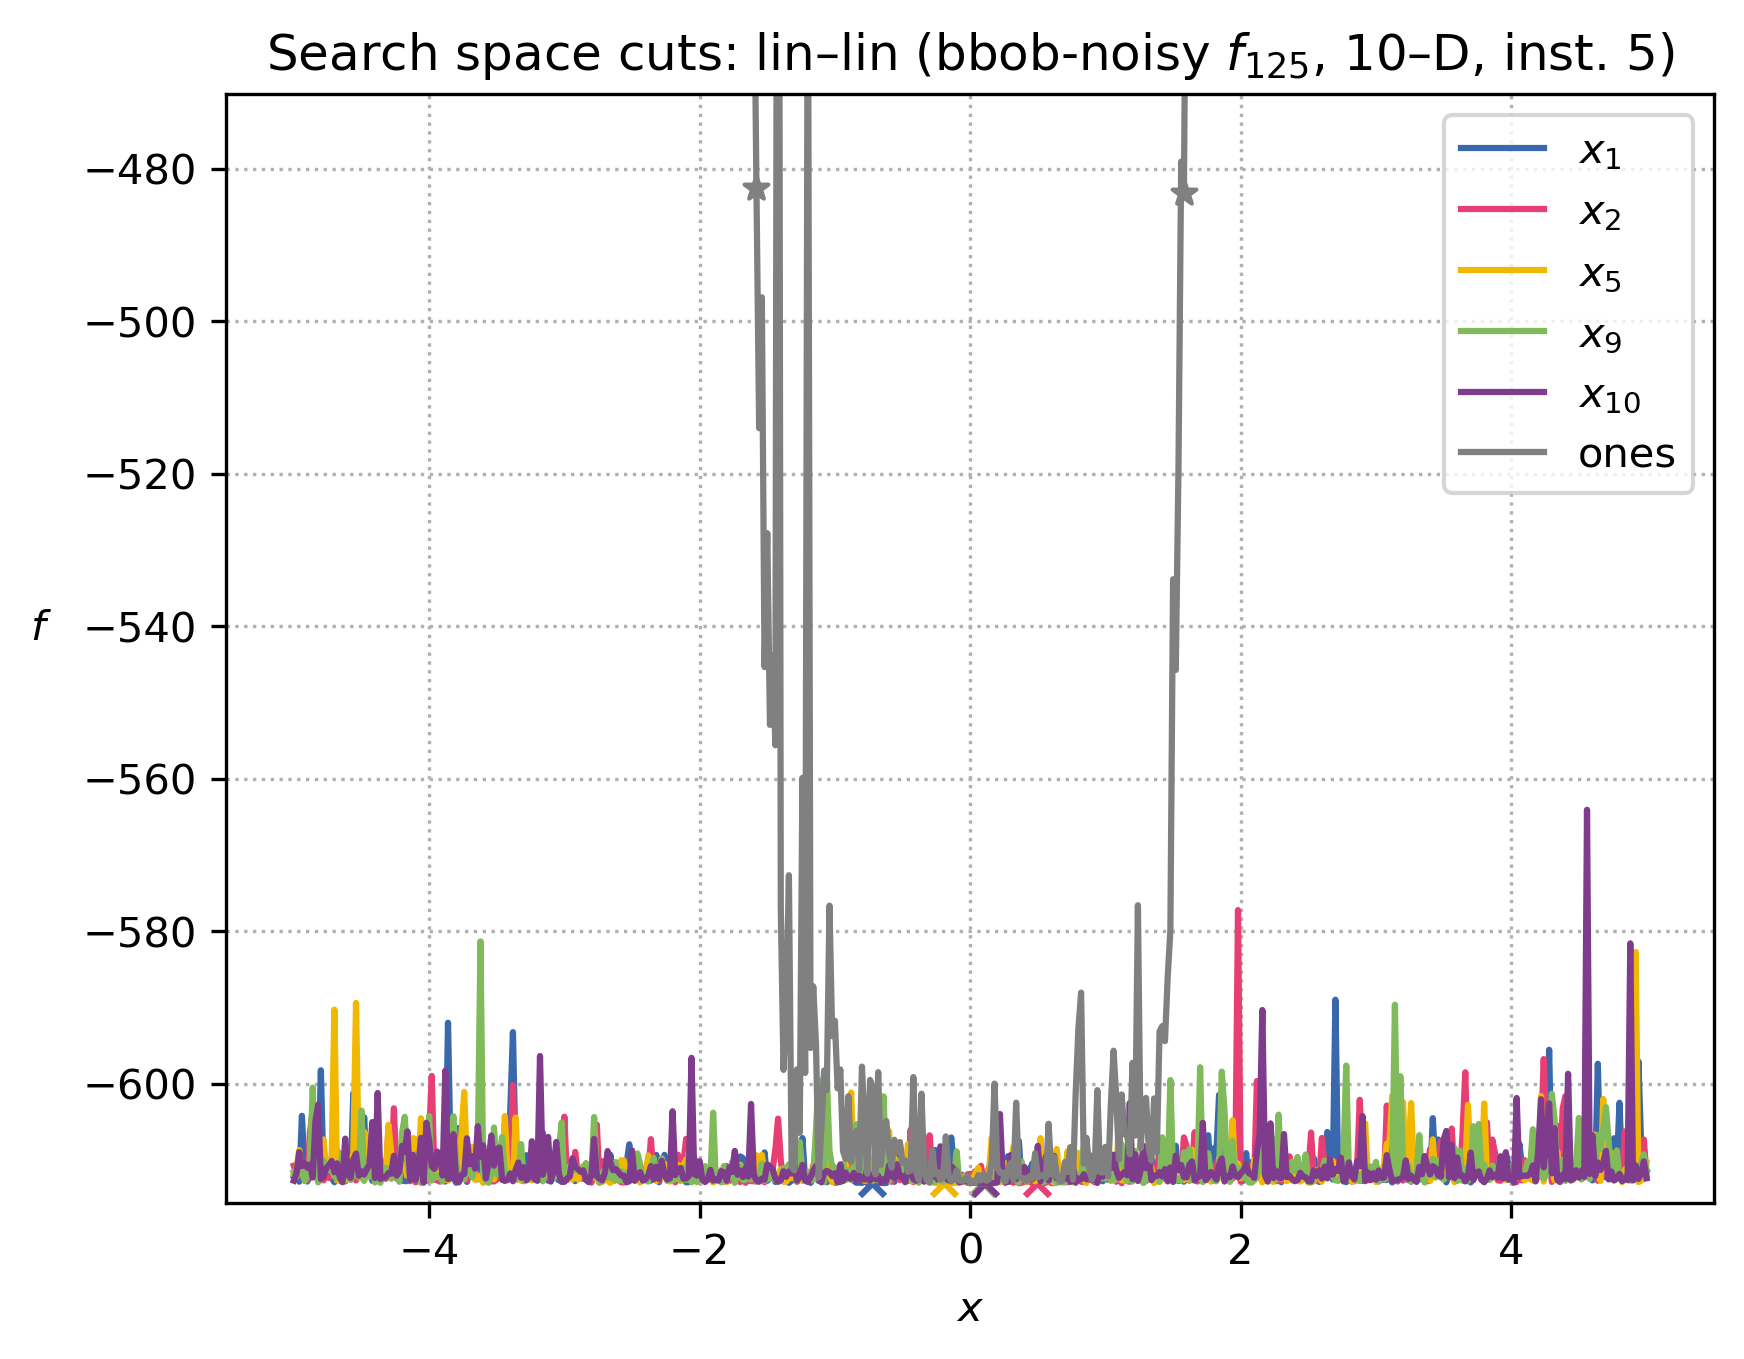 Search space cuts: lin–lin (bbob-noisy f₁₂₅, 10–D, inst. 5)
−480
−500
−520
−540
−560
−580
−600
f
x₁
x₂
x₅
x₉
x₁₀
ones
−4 −2 0 2 4
x